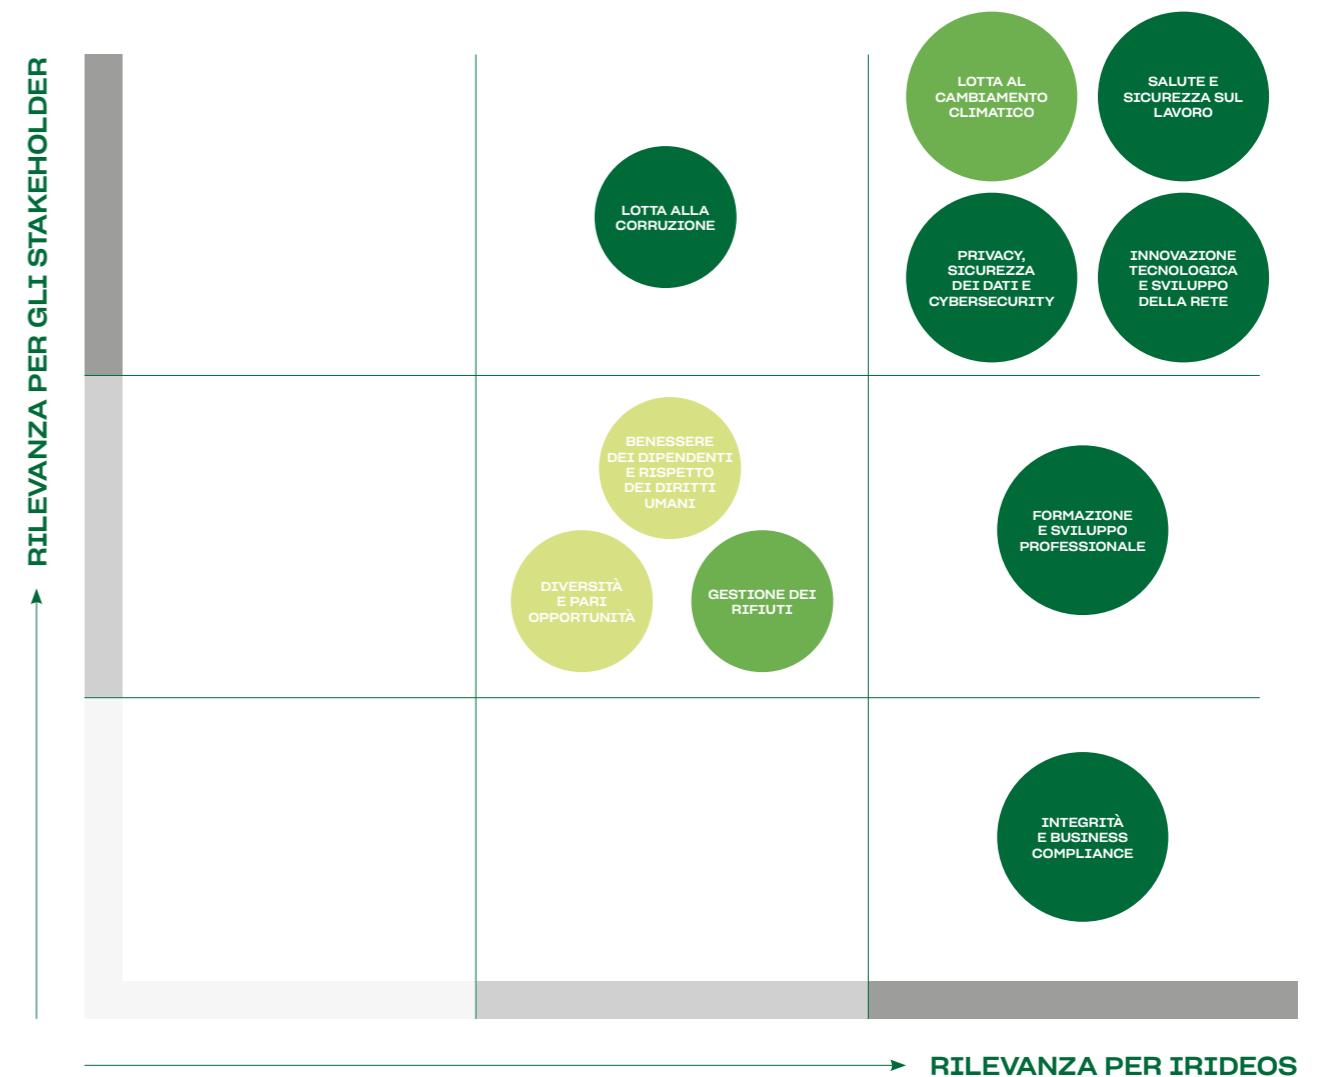 RILEVANZA PER GLI STAKEHOLDER
LOTTA AL
CAMBIAMENTO
CLIMATICO
SALUTE E
SICUREZZA SUL
LAVORO
LOTTA ALLA
CORRUZIONE
PRIVACY,
SICUREZZA
DEI DATI E
CYBERSECURITY
INNOVAZIONE
TECNOLOGICA
E SVILUPPO
DELLA RETE
BENESSERE
DEI DIPENDENTI
E RISPETTO
DEI DIRITTI
UMANI
DIVERSITÀ
E PARI
OPPORTUNITÀ
GESTIONE DEI
RIFIUTI
FORMAZIONE
E SVILUPPO
PROFESSIONALE
INTEGRITÀ
E BUSINESS
COMPLIANCE
RILEVANZA PER IRIDEOS